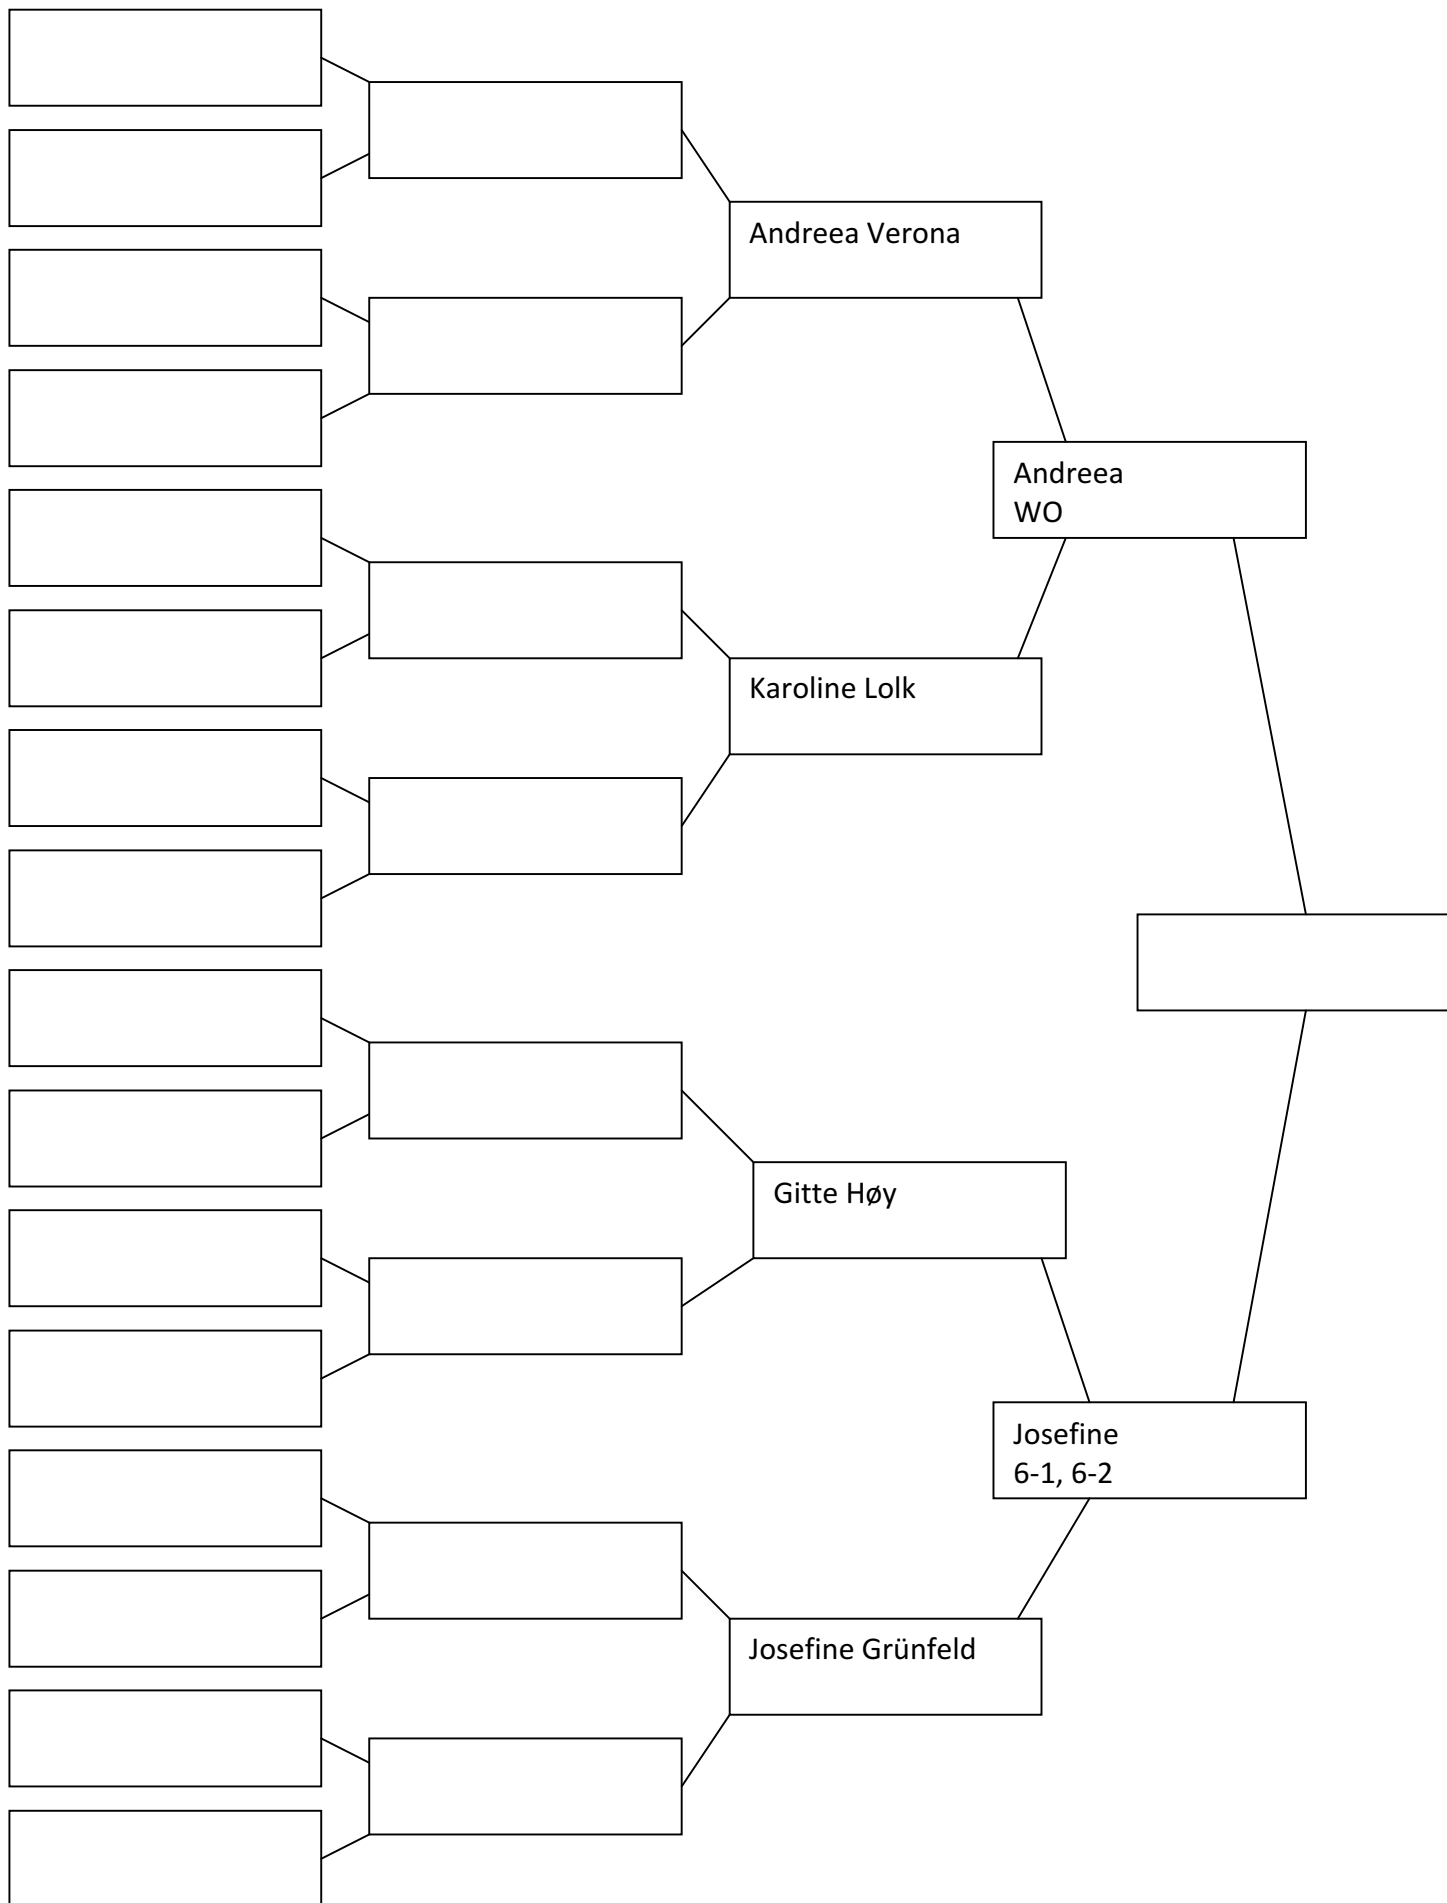 Andreea Verona
Andreea
WO
Karoline Lolk
Gitte Høy
Josefine
6-1, 6-2
Josefine Grünfeld